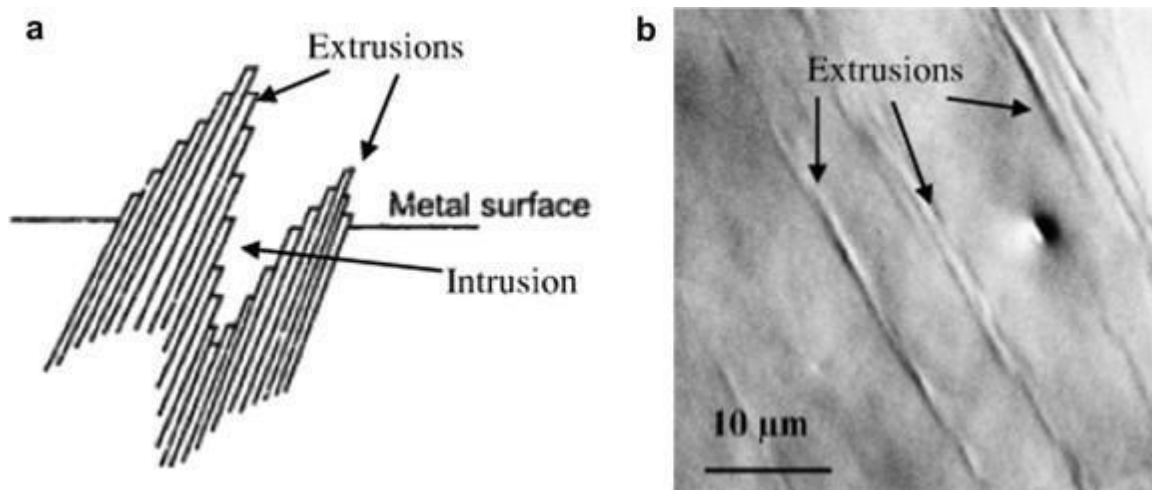 a
Extrusions
Metal surface
Intrusion
b
Extrusions
10 µm